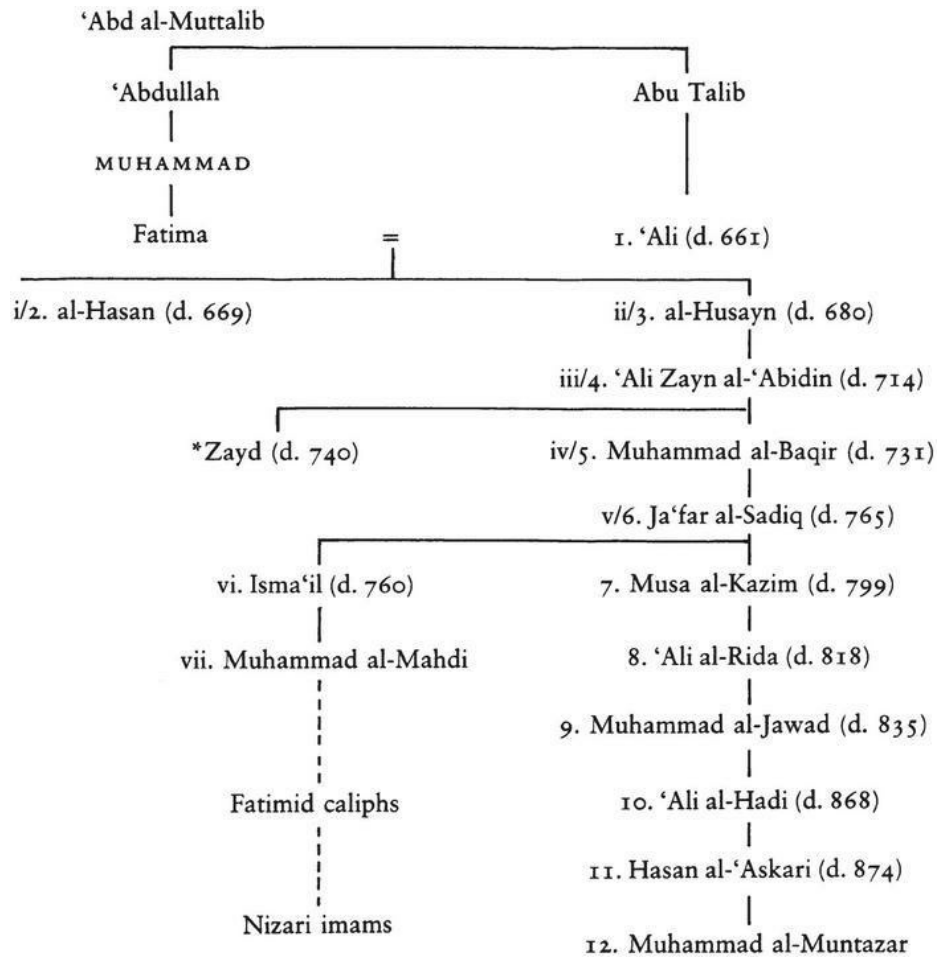 ‘Abd al-Muttalib
‘Abdullah Abu Talib
MUHAMMAD
Fatima = 1. ‘Ali (d. 661)
i/2. al-Hasan (d. 669) ii/3. al-Husayn (d. 680)
iii/4. ‘Ali Zayn al-‘Abidin (d. 714)
*Zayd (d. 740) iv/5. Muhammad al-Baqir (d. 731)
v/6. Ja‘far al-Sadiq (d. 765)
vi. Isma‘il (d. 760) 7. Musa al-Kazim (d. 799)
vii. Muhammad al-Mahdi 8. ‘Ali al-Rida (d. 818)
9. Muhammad al-Jawad (d. 835)
Fatimid caliphs 10. ‘Ali al-Hadi (d. 868)
11. Hasan al-‘Askari (d. 874)
Nizari imams 12. Muhammad al-Muntazar